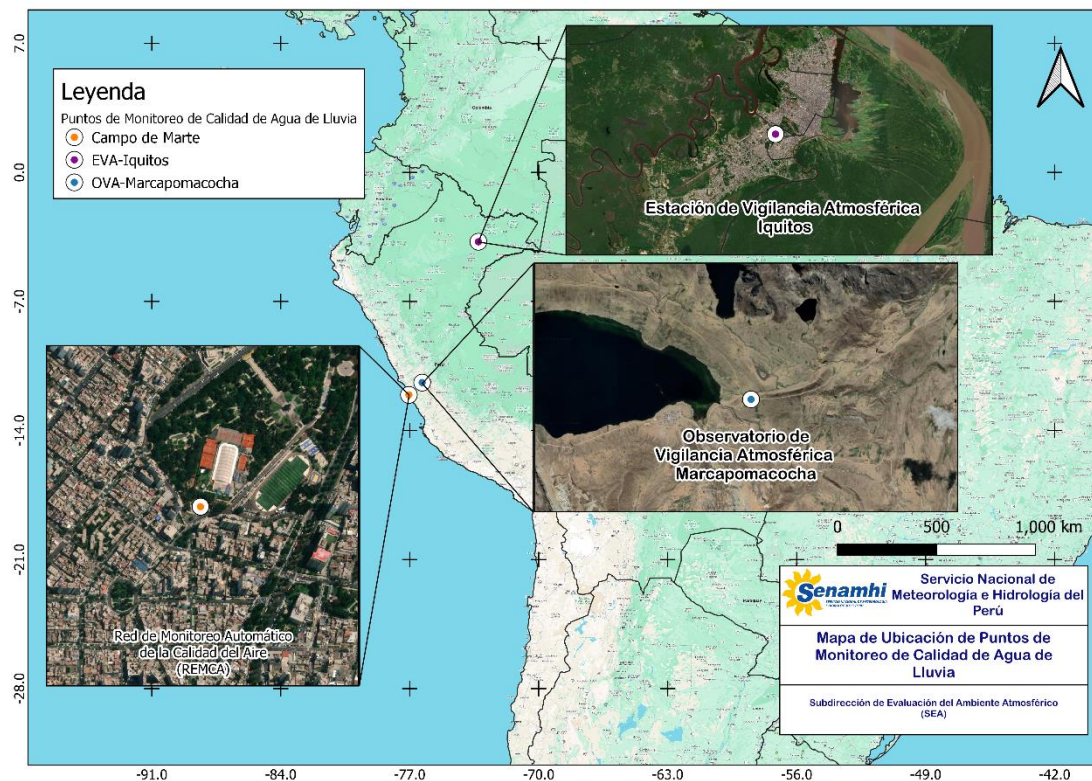 Leyenda
Puntos de Monitoreo de Calidad de Agua de Lluvia
Campo de Marte
EVA-Iquitos
OVA-Marcapomacocha
Estación de Vigilancia Atmosférica
Iquitos
Observatorio de
Vigilancia Atmosférica
Marcapomacocha
Red de Monitoreo Automático
de la Calidad del Aire
(REMCA)
Colombia
0 500 1,000 km
Senamhi
Servicio Nacional de
Meteorología e Hidrología del
Perú
Mapa de Ubicación de Puntos de
Monitoreo de Calidad de Agua de
Lluvia
Subdirección de Evaluación del Ambiente Atmosférico
(SEA)
7.0
0.0
-7.0
-14.0
-21.0
-28.0
-91.0 -84.0 -77.0 -70.0 -63.0 -56.0 -49.0 -42.0